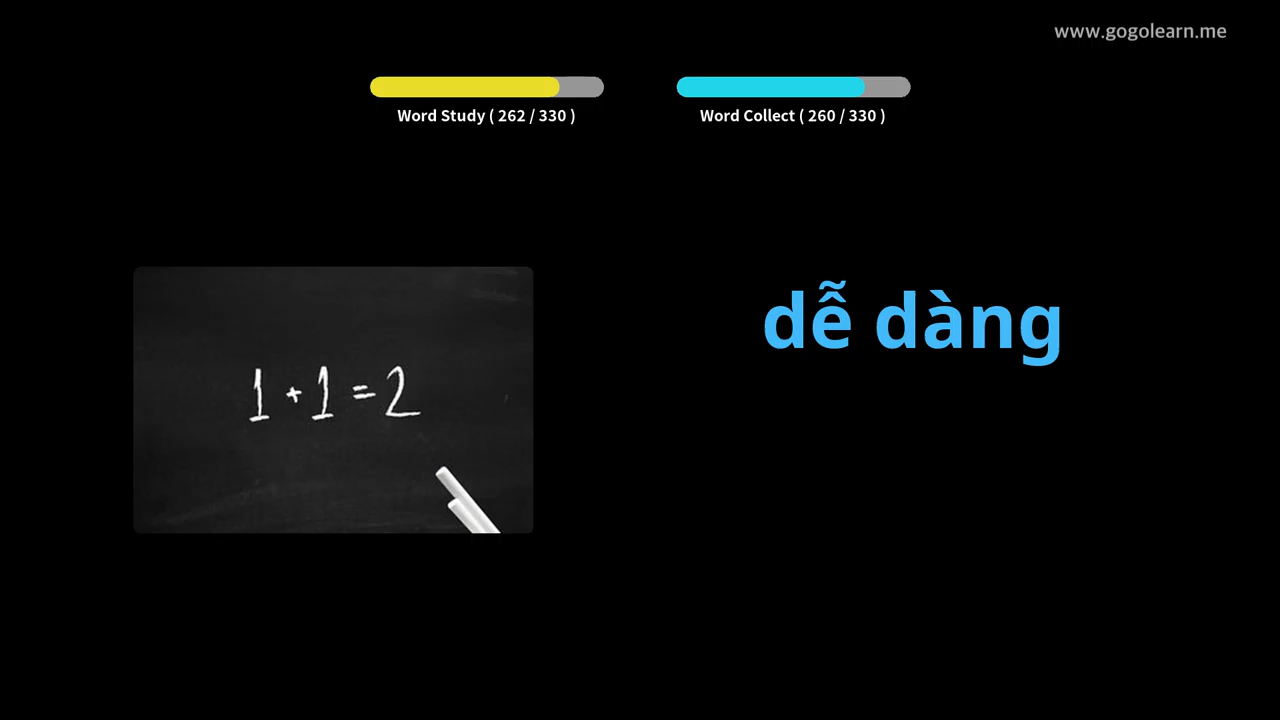 www.gogolearn.me
Word Study ( 262 / 330 )
Word Collect ( 260 / 330 )
dễ dàng
1 + 1 = 2